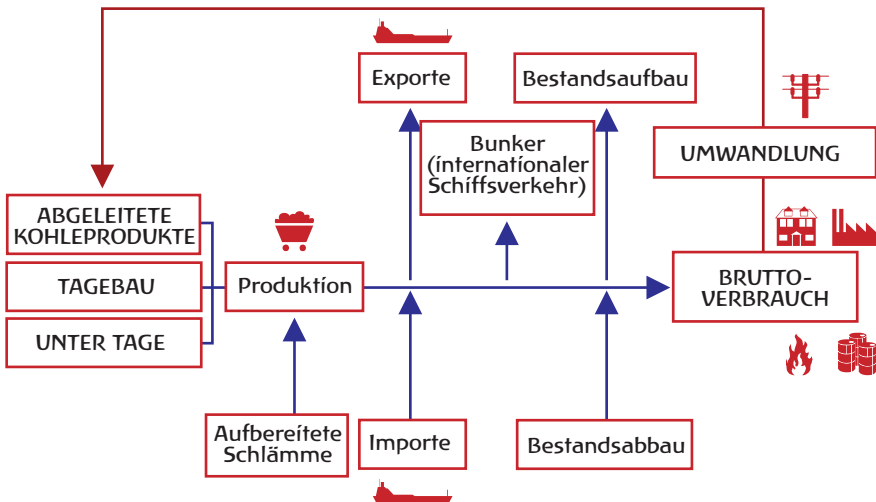 Exporte
Bestandsaufbau
Bunker
(internationaler
Schiffsverkehr)
UMWANDLUNG
ABGELEITETE
KOHLEPRODUKTE
TAGEBAU
Produktion
BRUTTO-
VERBRAUCH
UNTER TAGE
Aufbereitete
Schlämme
Importe
Bestandsabbau